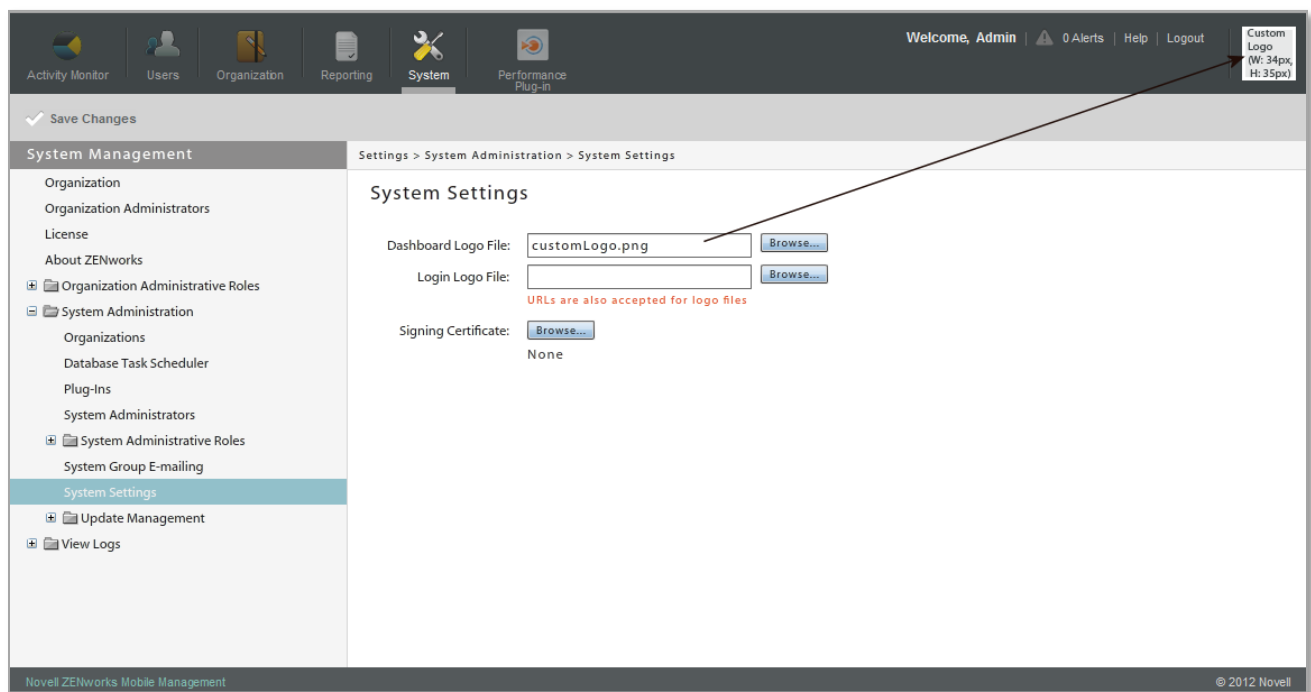 Activity Monitor
Users
Organization
Reporting
System
Performance
Plug-in
Welcome, Admin | 0 Alerts | Help | Logout
Custom
Logo
(W: 34px,
H: 35px)
Save Changes
System Management
Settings > System Administration > System Settings
Organization
Organization Administrators
License
About ZENworks
Organization Administrative Roles
System Administration
Organizations
Database Task Scheduler
Plug-Ins
System Administrators
System Administrative Roles
System Group E-mailing
System Settings
Update Management
View Logs
System Settings
Dashboard Logo File: customLogo.png Browse...
Login Logo File: Browse...
URLs are also accepted for logo files
Signing Certificate: Browse...
None
Novell ZENworks Mobile Management
© 2012 Novell